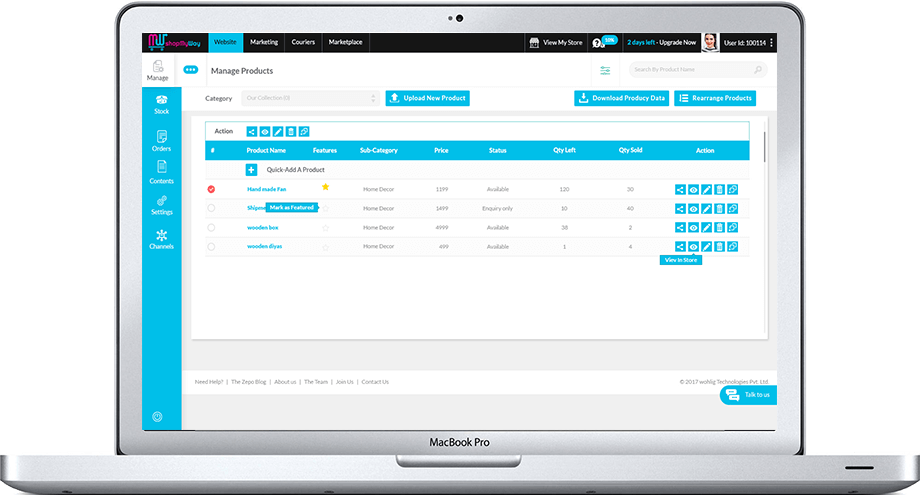 MW shopMyWay Website Marketing Couriers Marketplace View My Store 10% 2 days left - Upgrade Now User Id: 100114
Manage
Manage Products
Search By Product Name
Category Our Collection (0) Upload New Product Download Producy Data Rearrange Products
Stock
Orders
Contents
Settings
Channels
Action
# Product Name Features Sub-Category Price Status Qty Left Qty Sold Action
Quick-Add A Product
Hand made Fan Home Decor 1199 Available 120 30
Shipme Mark as Featured Home Decor 1499 Enquiry only 10 40
wooden box Home Decor 4999 Available 38 2
wooden diyas Home Decor 499 Available 1 4
View In Store
Need Help? | The Zepo Blog | About us | The Team | Join Us | Contact Us
© 2017 wohlig Technologies Pvt. Ltd.
Talk to us
MacBook Pro